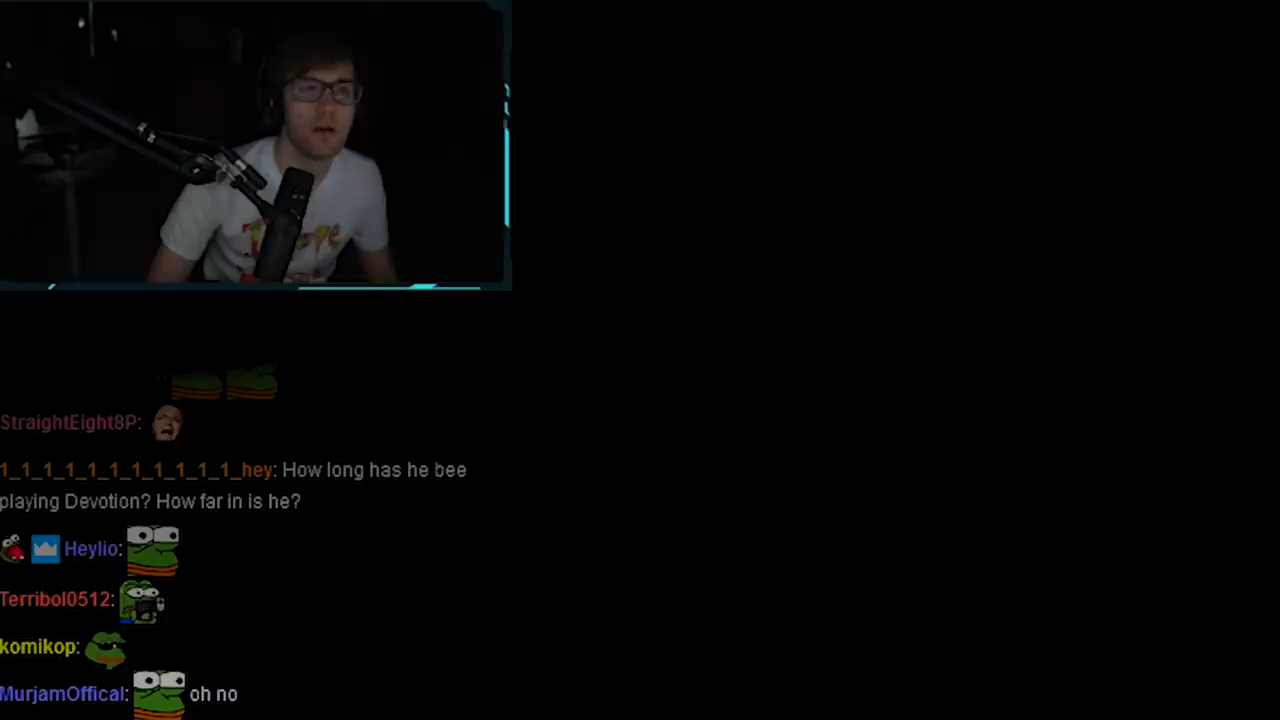 StraightEight8P:
1_1_1_1_1_1_1_1_1_1_1_hey: How long has he bee
playing Devotion? How far in is he?
Heylio:
Terribol0512:
komikop:
MurjamOffical: oh no